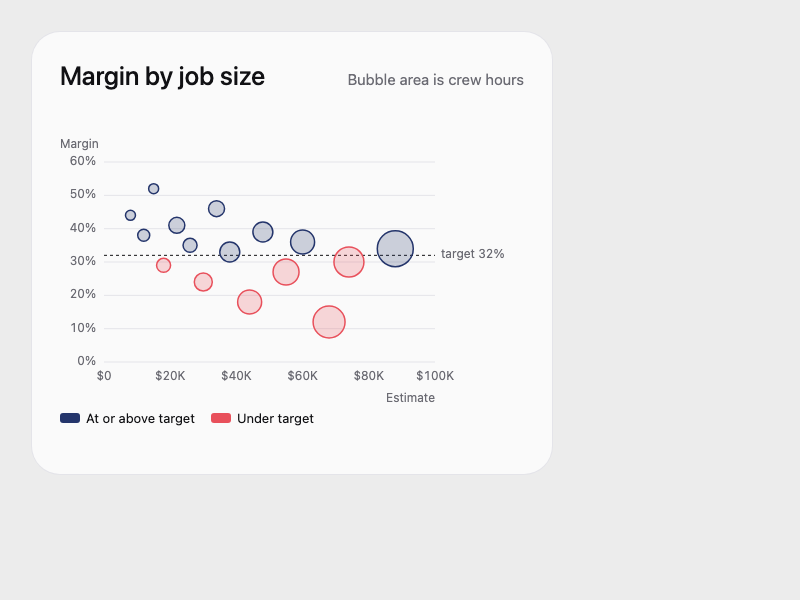 Margin by job size
Bubble area is crew hours
Margin
60%
50%
40%
30%
20%
10%
0%
target 32%
$0 $20K $40K $60K $80K $100K
Estimate
At or above target Under target